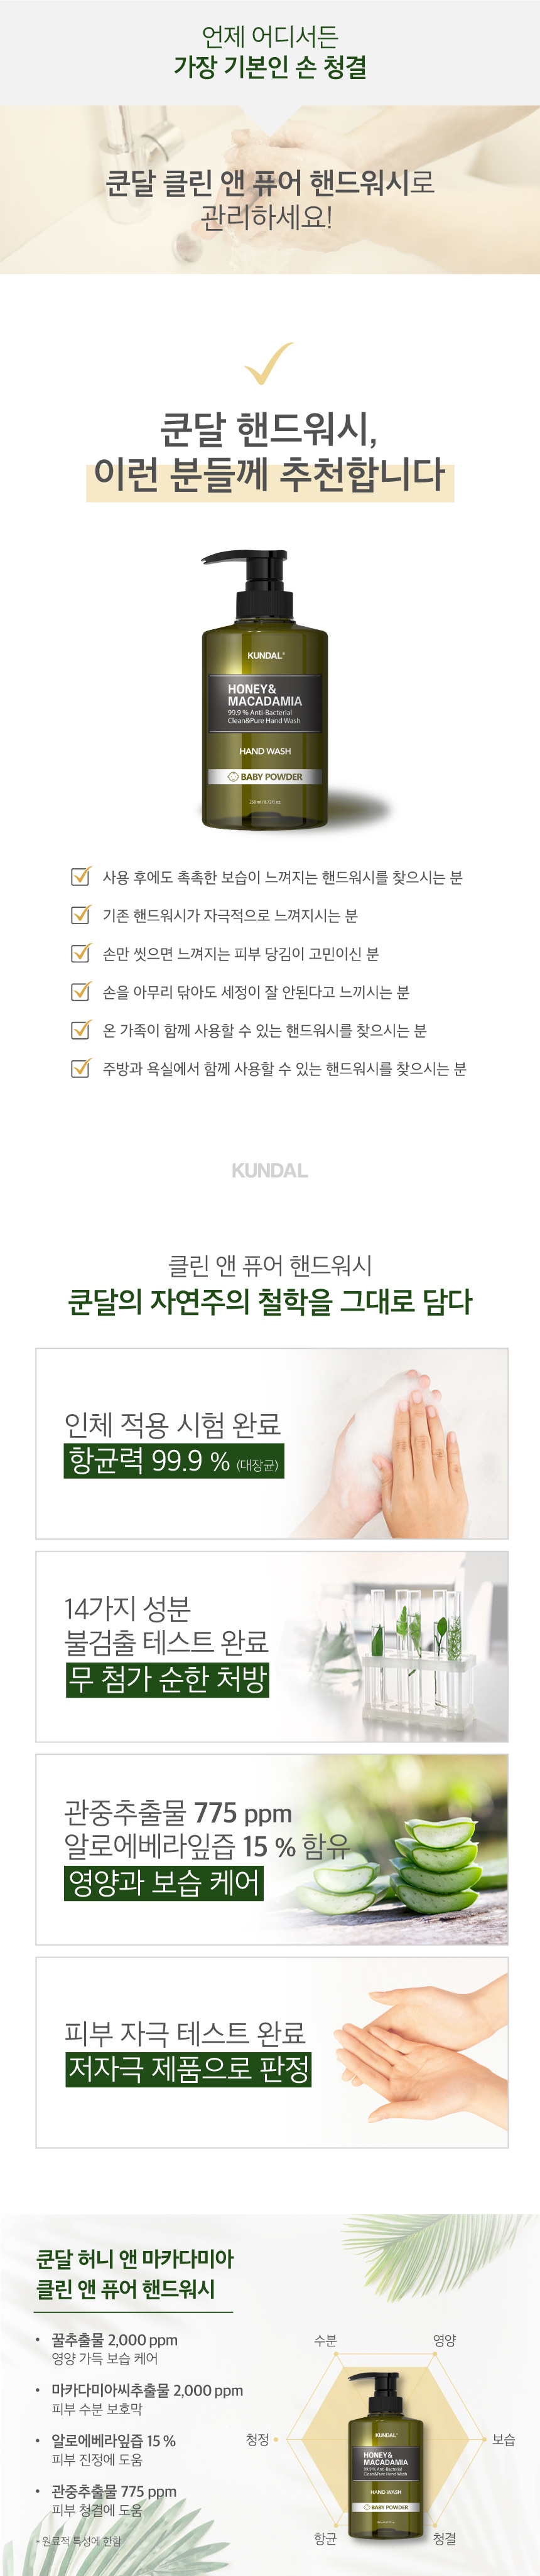 언제 어디서든
가장 기본인 손 청결
쿤달 클린 앤 퓨어 핸드워시로
관리하세요!
쿤달 핸드워시,
이런 분들께 추천합니다
KUNDAL®
HONEY&
MACADAMIA
99.9 % Anti-Bacterial
Clean&Pure Hand Wash
HAND WASH
BABY POWDER
사용 후에도 촉촉한 보습이 느껴지는 핸드워시를 찾으시는 분
기존 핸드워시가 자극적으로 느껴지시는 분
손만 씻으면 느껴지는 피부 당김이 고민이신 분
손을 아무리 닦아도 세정이 잘 안된다고 느끼시는 분
온 가족이 함께 사용할 수 있는 핸드워시를 찾으시는 분
주방과 욕실에서 함께 사용할 수 있는 핸드워시를 찾으시는 분
KUNDAL
클린 앤 퓨어 핸드워시
쿤달의 자연주의 철학을 그대로 담다
인체 적용 시험 완료
항균력 99.9 % (대장균)
14가지 성분
불검출 테스트 완료
무 첨가 순한 처방
관중추출물 775 ppm
알로에베라잎즙 15 % 함유
영양과 보습 케어
피부 자극 테스트 완료
저자극 제품으로 판정
쿤달 허니 앤 마카다미아
클린 앤 퓨어 핸드워시
• 꿀추출물 2,000 ppm
영양 가득 보습 케어
• 마카다미아씨추출물 2,000 ppm
피부 수분 보호막
• 알로에베라잎즙 15 %
피부 진정에 도움
• 관중추출물 775 ppm
피부 청결에 도움
* 원료적 특성에 한함
수분
영양
청정
보습
항균
청결
KUNDAL®
HONEY&
MACADAMIA
99.9 % Anti-Bacterial
Clean&Pure Hand Wash
HAND WASH
BABY POWDER